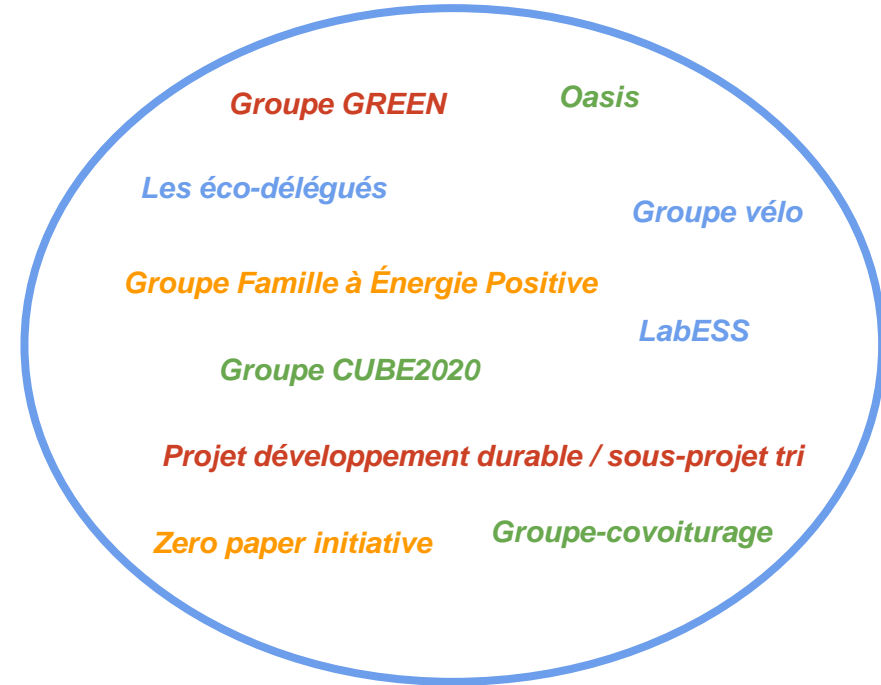 Groupe GREEN
Oasis
Les éco-délégués
Groupe vélo
Groupe Famille à Énergie Positive
LabESS
Groupe CUBE2020
Projet développement durable / sous-projet tri
Zero paper initiative
Groupe-covoiturage